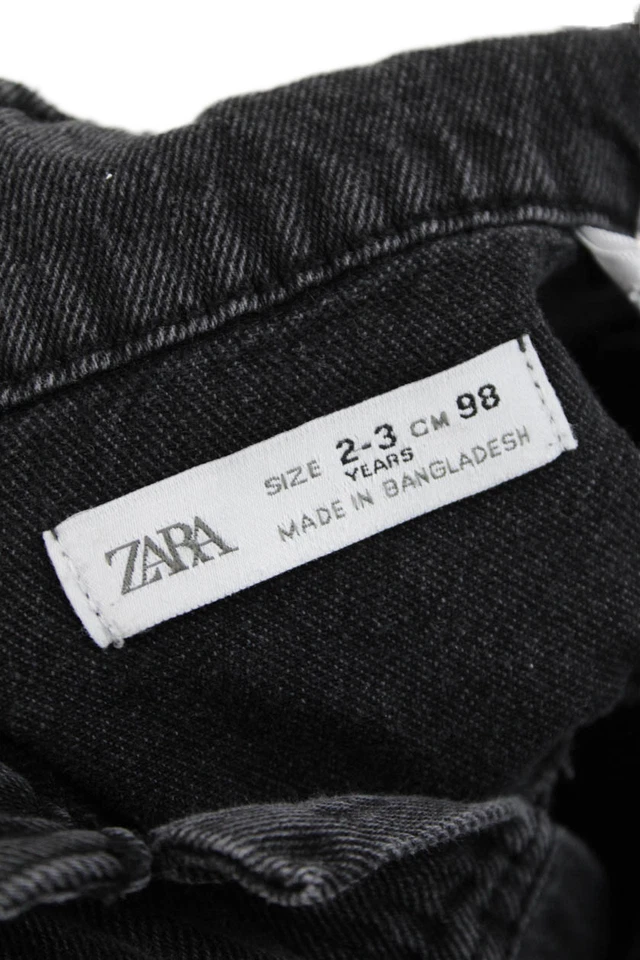 ZARA
SIZE 2-3 CM 98
YEARS
MADE IN BANGLADESH